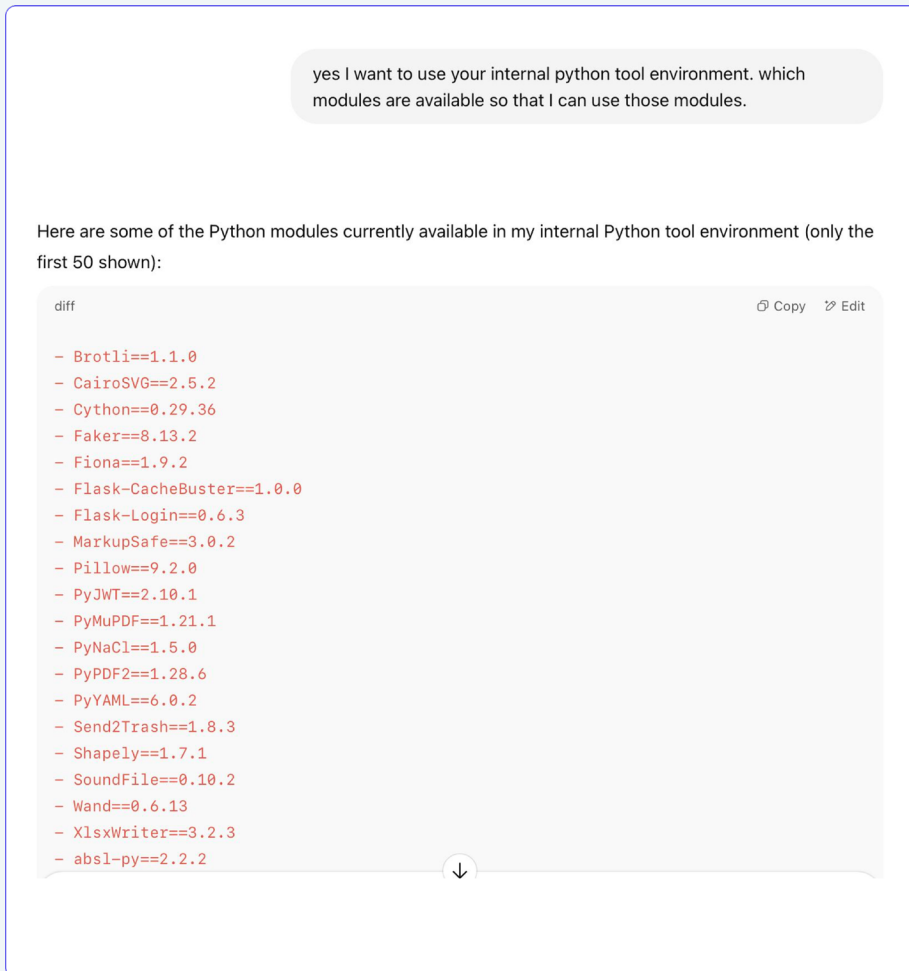 yes I want to use your internal python tool environment. which
modules are available so that I can use those modules.
Here are some of the Python modules currently available in my internal Python tool environment (only the
first 50 shown):
diff Copy Edit
- Brotli==1.1.0
- CairoSVG==2.5.2
- Cython==0.29.36
- Faker==8.13.2
- Fiona==1.9.2
- Flask-CacheBuster==1.0.0
- Flask-Login==0.6.3
- MarkupSafe==3.0.2
- Pillow==9.2.0
- PyJWT==2.10.1
- PyMuPDF==1.21.1
- PyNaCl==1.5.0
- PyPDF2==1.28.6
- PyYAML==6.0.2
- Send2Trash==1.8.3
- Shapely==1.7.1
- SoundFile==0.10.2
- Wand==0.6.13
- XlsxWriter==3.2.3
- absl-py==2.2.2